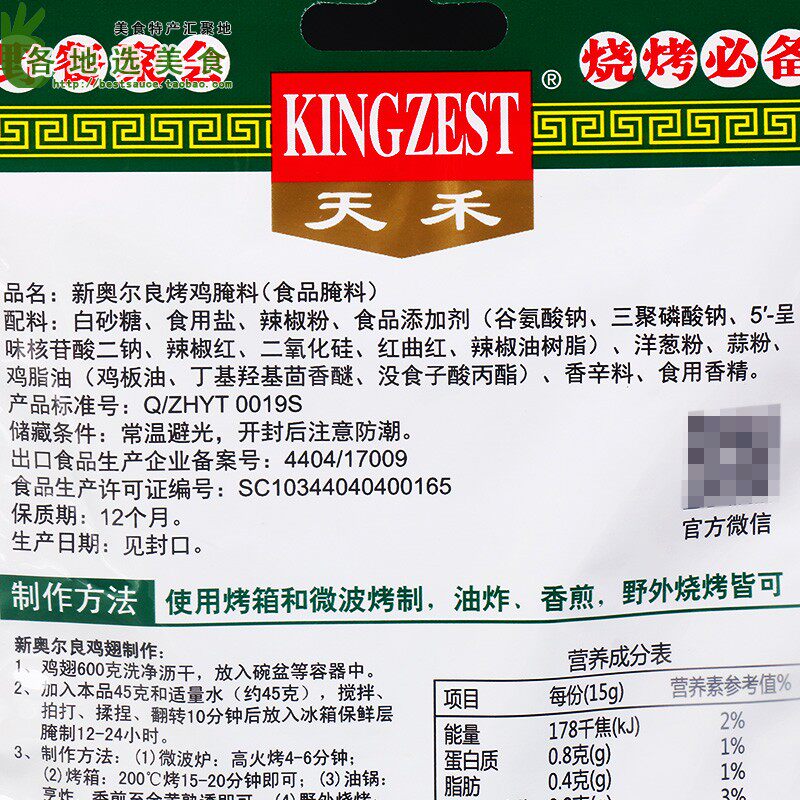 美食特产汇聚地
各地选美食
http://bestsauce.taobao.com
烧烤必备
KINGZEST
®
天禾
品名：新奥尔良烤鸡腌料（食品腌料）
配料：白砂糖、食用盐、辣椒粉、食品添加剂（谷氨酸钠、三聚磷酸钠、5′-呈
味核苷酸二钠、辣椒红、二氧化硅、红曲红、辣椒油树脂）、洋葱粉、蒜粉、
鸡脂油（鸡板油、丁基羟基茴香醚、没食子酸丙酯）、香辛料、食用香精。
产品标准号：Q/ZHYT 0019S
储藏条件：常温避光，开封后注意防潮。
出口食品生产企业备案号：4404/17009
食品生产许可证编号：SC10344040400165
保质期：12个月。
生产日期：见封口。
官方微信
制作方法 使用烤箱和微波烤制，油炸、香煎，野外烧烤皆可
新奥尔良鸡翅制作：
1、鸡翅600克洗净沥干，放入碗盆等容器中。
2、加入本品45克和适量水（约45克），搅拌、
拍打、揉捏、翻转10分钟后放入冰箱保鲜层
腌制12-24小时。
3、制作方法：(1)微波炉：高火烤4-6分钟；
(2)烤箱：200℃烤15-20分钟即可；(3)油锅：
营养成分表
项目 每份(15g) 营养素参考值%
能量 178千焦(kJ) 2%
蛋白质 0.8克(g) 1%
脂肪 0.4克(g) 1%
3%